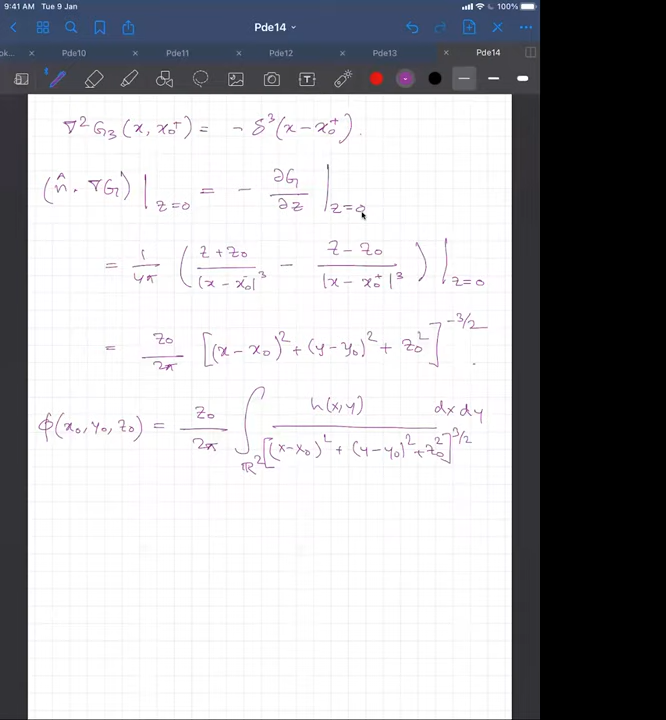 9:41 AM Tue 9 Jan
100%
Pde14
Pde10
Pde11
Pde12
Pde13
Pde14
∇²G₃(x, x₀⁺) = −δ³(x − x₀⁺).
(n̂·∇G)|_{z=0} = −∂G/∂z|_{z=0}
= 1/4π ((z+z₀)/|x−x₀⁻|³ − (z−z₀)/|x−x₀⁺|³)|_{z=0}
= z₀/2π [(x−x₀)² + (y−y₀)² + z₀²]^{−3/2}.
ϕ(x₀, y₀, z₀) = z₀/2π ∫_{ℝ²} h(x,y) dx dy/[(x−x₀)² + (y−y₀)² + z₀²]^{3/2}